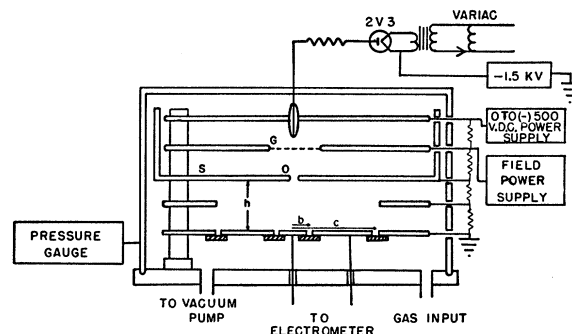 2V3
VARIAC
-1.5 KV
0 TO(-)500
V.D.C. POWER
SUPPLY
G
S
O
FIELD
POWER
SUPPLY
h
b
c
PRESSURE
GAUGE
TO VACUUM
PUMP
TO
ELECTROMETER
GAS INPUT